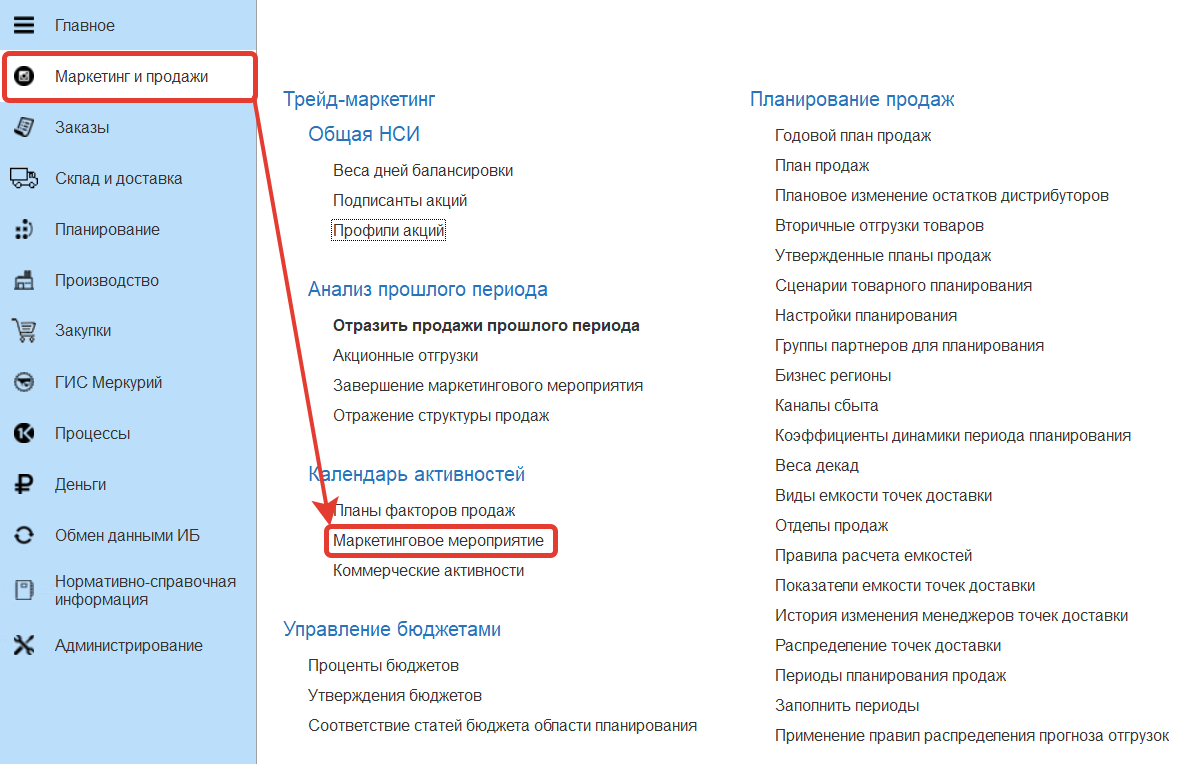 Главное
Маркетинг и продажи
Заказы
Склад и доставка
Планирование
Производство
Закупки
ГИС Меркурий
Процессы
Деньги
Обмен данными ИБ
Нормативно-справочная
информация
Администрирование
Трейд-маркетинг
Общая НСИ
Веса дней балансировки
Подписанты акций
Профили акций
Анализ прошлого периода
Отразить продажи прошлого периода
Акционные отгрузки
Завершение маркетингового мероприятия
Отражение структуры продаж
Календарь активностей
Планы факторов продаж
Маркетинговое мероприятие
Коммерческие активности
Управление бюджетами
Проценты бюджетов
Утверждения бюджетов
Соответствие статей бюджета области планирования
Планирование продаж
Годовой план продаж
План продаж
Плановое изменение остатков дистрибуторов
Вторичные отгрузки товаров
Утвержденные планы продаж
Сценарии товарного планирования
Настройки планирования
Группы партнеров для планирования
Бизнес регионы
Каналы сбыта
Коэффициенты динамики периода планирования
Веса декад
Виды емкости точек доставки
Отделы продаж
Правила расчета емкостей
Показатели емкости точек доставки
История изменения менеджеров точек доставки
Распределение точек доставки
Периоды планирования продаж
Заполнить периоды
Применение правил распределения прогноза отгрузок